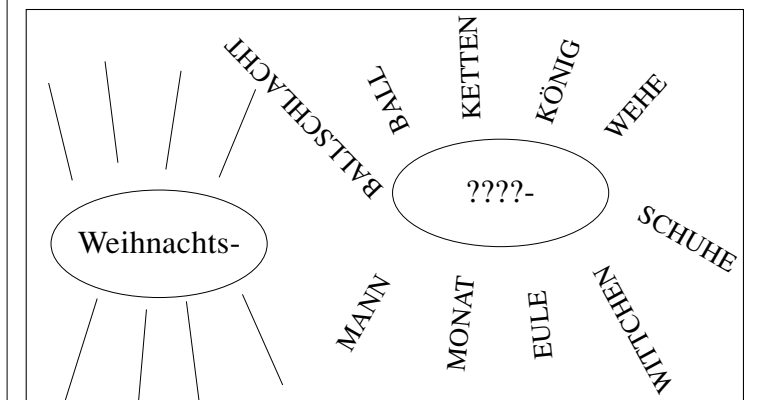 BALLSCHLACHT
BALL
KETTEN
KÖNIG
WEHE
????-
SCHUHE
Weihnachts-
MANN
MONAT
EULE
WITTCHEN